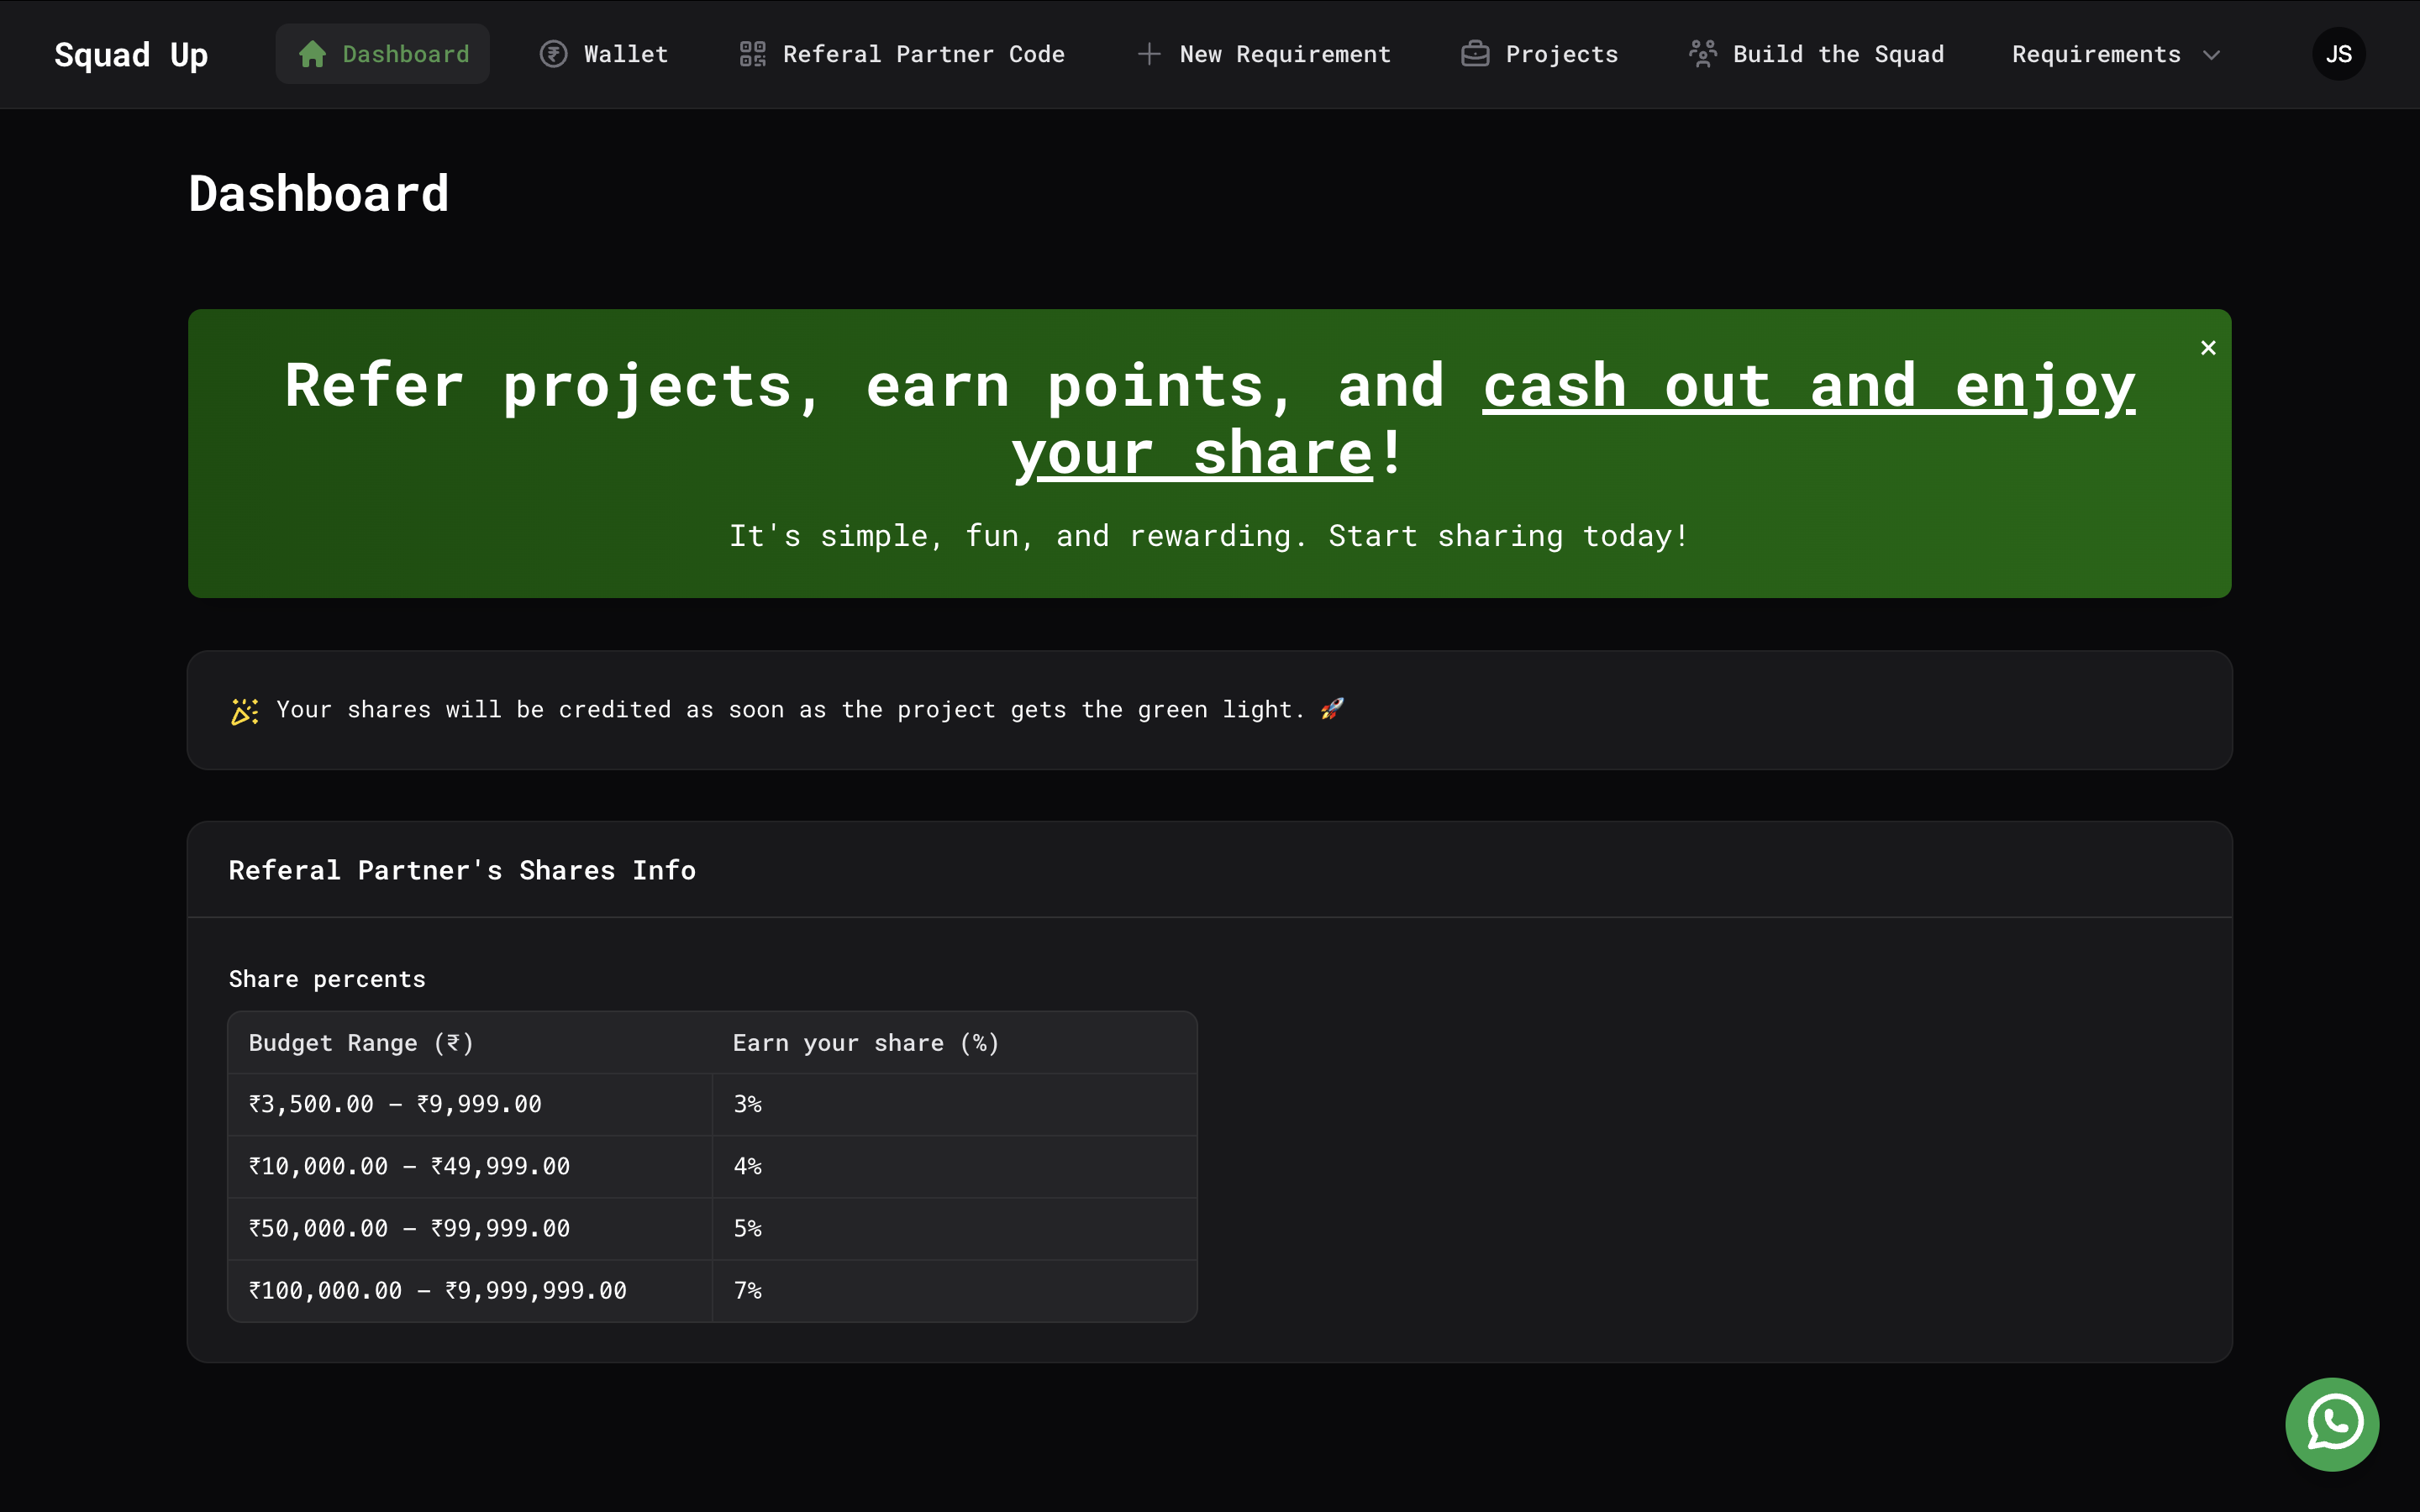 Squad Up
Dashboard
Wallet
Referal Partner Code
New Requirement
Projects
Build the Squad
Requirements
JS
Dashboard
Refer projects, earn points, and cash out and enjoy
your share!
×
It's simple, fun, and rewarding. Start sharing today!
Your shares will be credited as soon as the project gets the green light. 🚀
Referal Partner's Shares Info
Share percents
Budget Range (₹) Earn your share (%)
₹3,500.00 – ₹9,999.00 3%
₹10,000.00 – ₹49,999.00 4%
₹50,000.00 – ₹99,999.00 5%
₹100,000.00 – ₹9,999,999.00 7%